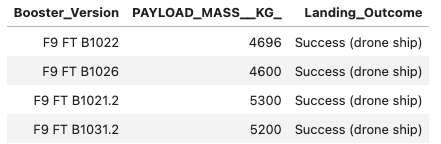 Booster_Version PAYLOAD_MASS__KG_ Landing_Outcome
F9 FT B1022 4696 Success (drone ship)
F9 FT B1026 4600 Success (drone ship)
F9 FT B1021.2 5300 Success (drone ship)
F9 FT B1031.2 5200 Success (drone ship)